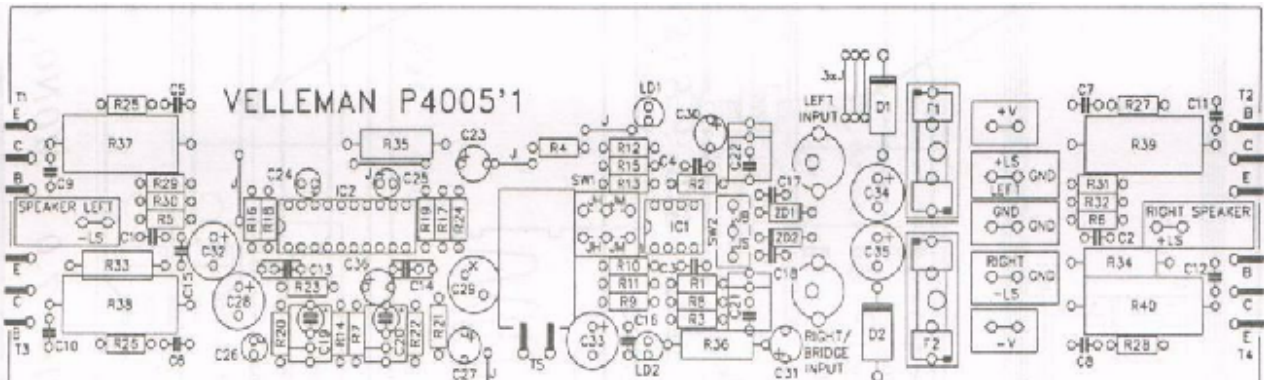 VELLEMAN P4005'1
T1
E
C
B
C5
R25
R37
C9
R29
R30
R5
SPEAKER LEFT
-LS
C1
E
C
B
T3
R33
R38
C15
C10
R26
C6
J
R16
R18
C24
IC2
R35
J
C25
C23
J
R19
R17
R24
C32
C28
C13
R23
C36
C14
C29
C26
R20
C19
R14
R7
C20
R22
R21
C27
J
R4
J
LD1
R12
R15
R13
SW1
JH
JH
C30
C4
R2
C22
IC1
SW2
S
B
C17
ZD1
ZD2
C18
R10
R11
R9
C3
R1
R8
R3
C21
C16
C33
T5
LD2
R36
C31
LEFT
INPUT
RIGHT/
BRIDGE
INPUT
3xJ
D1
C34
C35
D2
F1
F2
+V
+LS
GND
LEFT
GND
GND
RIGHT
GND
-LS
-V
C7
R27
C11
R39
R31
R32
R6
C2
RIGHT SPEAKER
+LS
R34
C12
R40
C8
R28
T2
B
C
E
B
C
E
T4